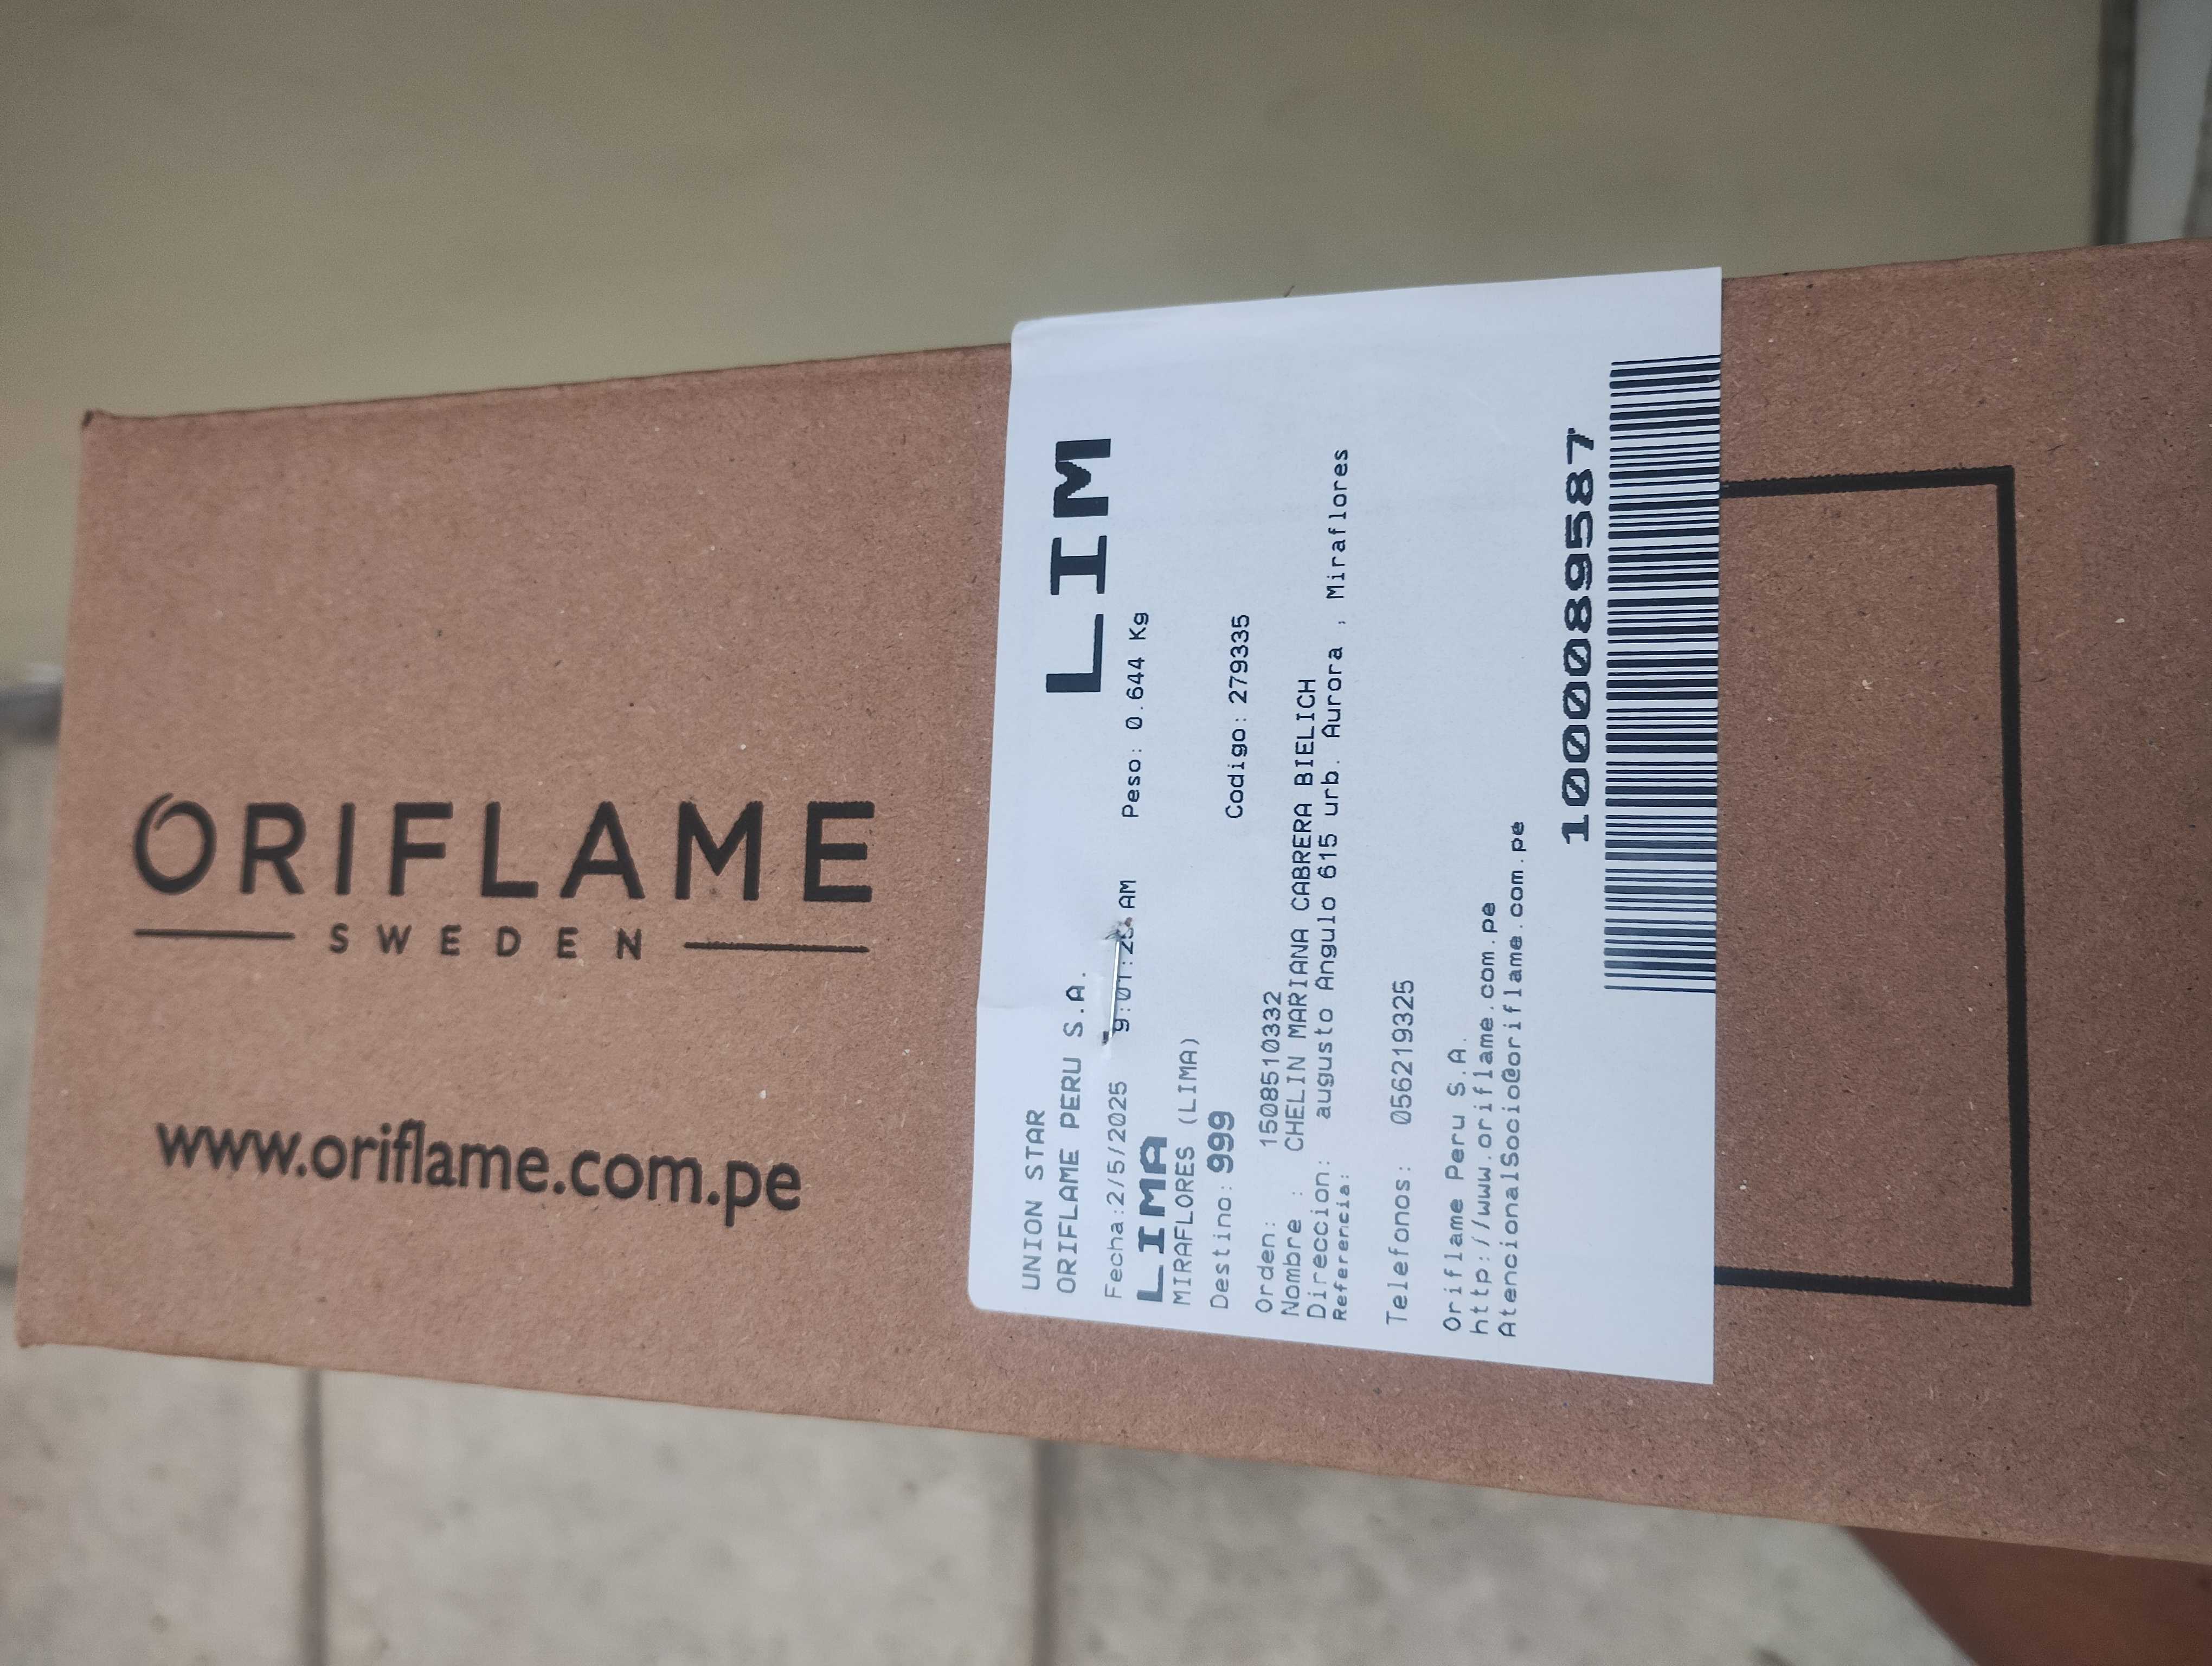 ORIFLAME
SWEDEN
www.oriflame.com.pe
UNION STAR
ORIFLAME PERU S.A.
LIM
Fecha:2/5/2025 AM Peso: 0.644 Kg
LIMA
MIRAFLORES (LIMA)
Destino:999 Codigo:279335
Orden: 1508510332
Nombre : CHELIN MARIANA CABRERA BIELICH
Direccion: augusto Angulo 615 urb. Aurora , Miraflores
Referencia:
Telefonos: 056219325
Oriflame Peru S.A.
http://www.oriflame.com.pe
AtencionalSocio@oriflame.com.pe
1000089587